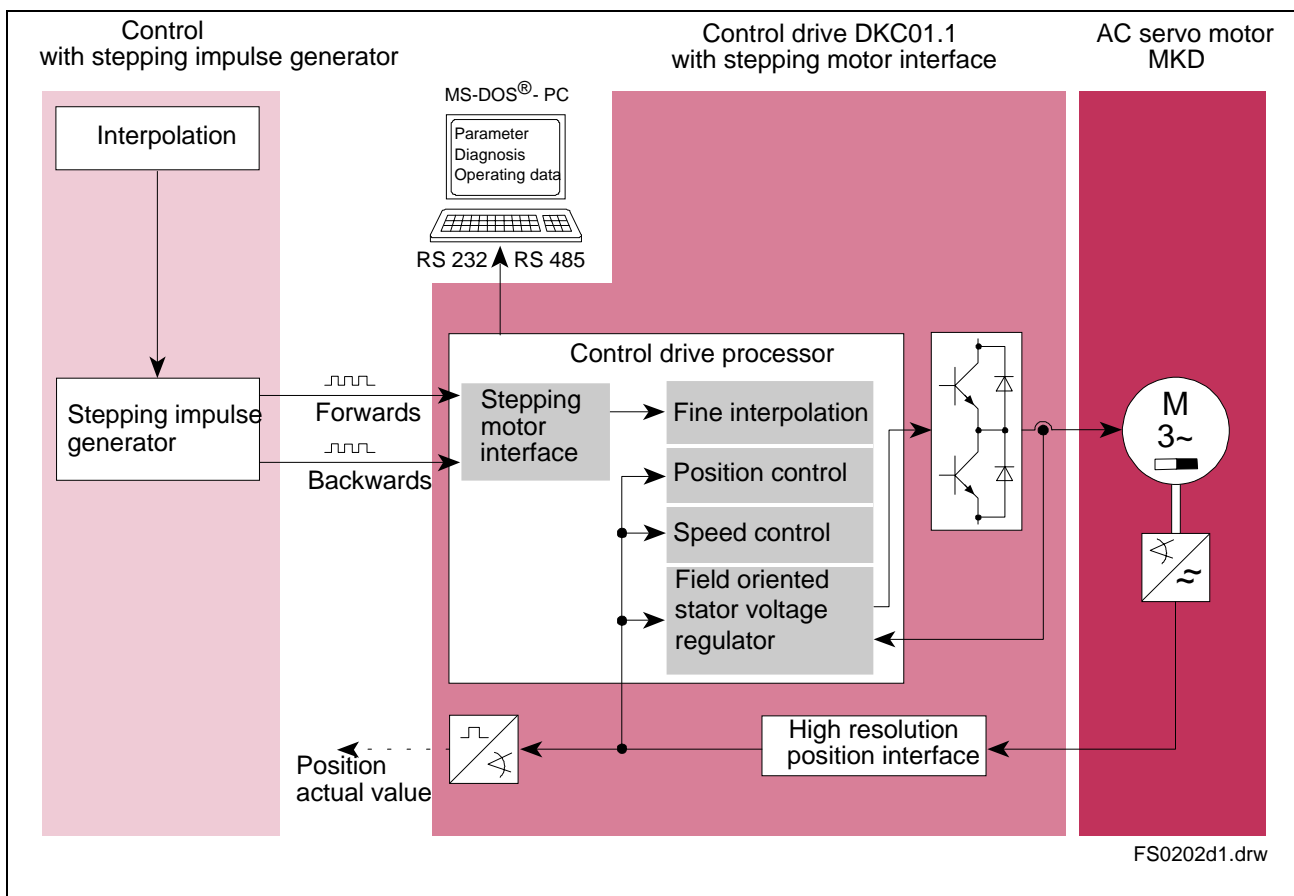 Control
with stepping impulse generator
Control drive DKC01.1
with stepping motor interface
AC servo motor
MKD
MS-DOS®- PC
Parameter
Diagnosis
Operating data
RS 232
RS 485
Interpolation
Stepping impulse
generator
Forwards
Backwards
Control drive processor
Stepping
motor
interface
Fine interpolation
Position control
Speed control
Field oriented
stator voltage
regulator
M
3~
≈
High resolution
position interface
Position
actual value
FS0202d1.drw